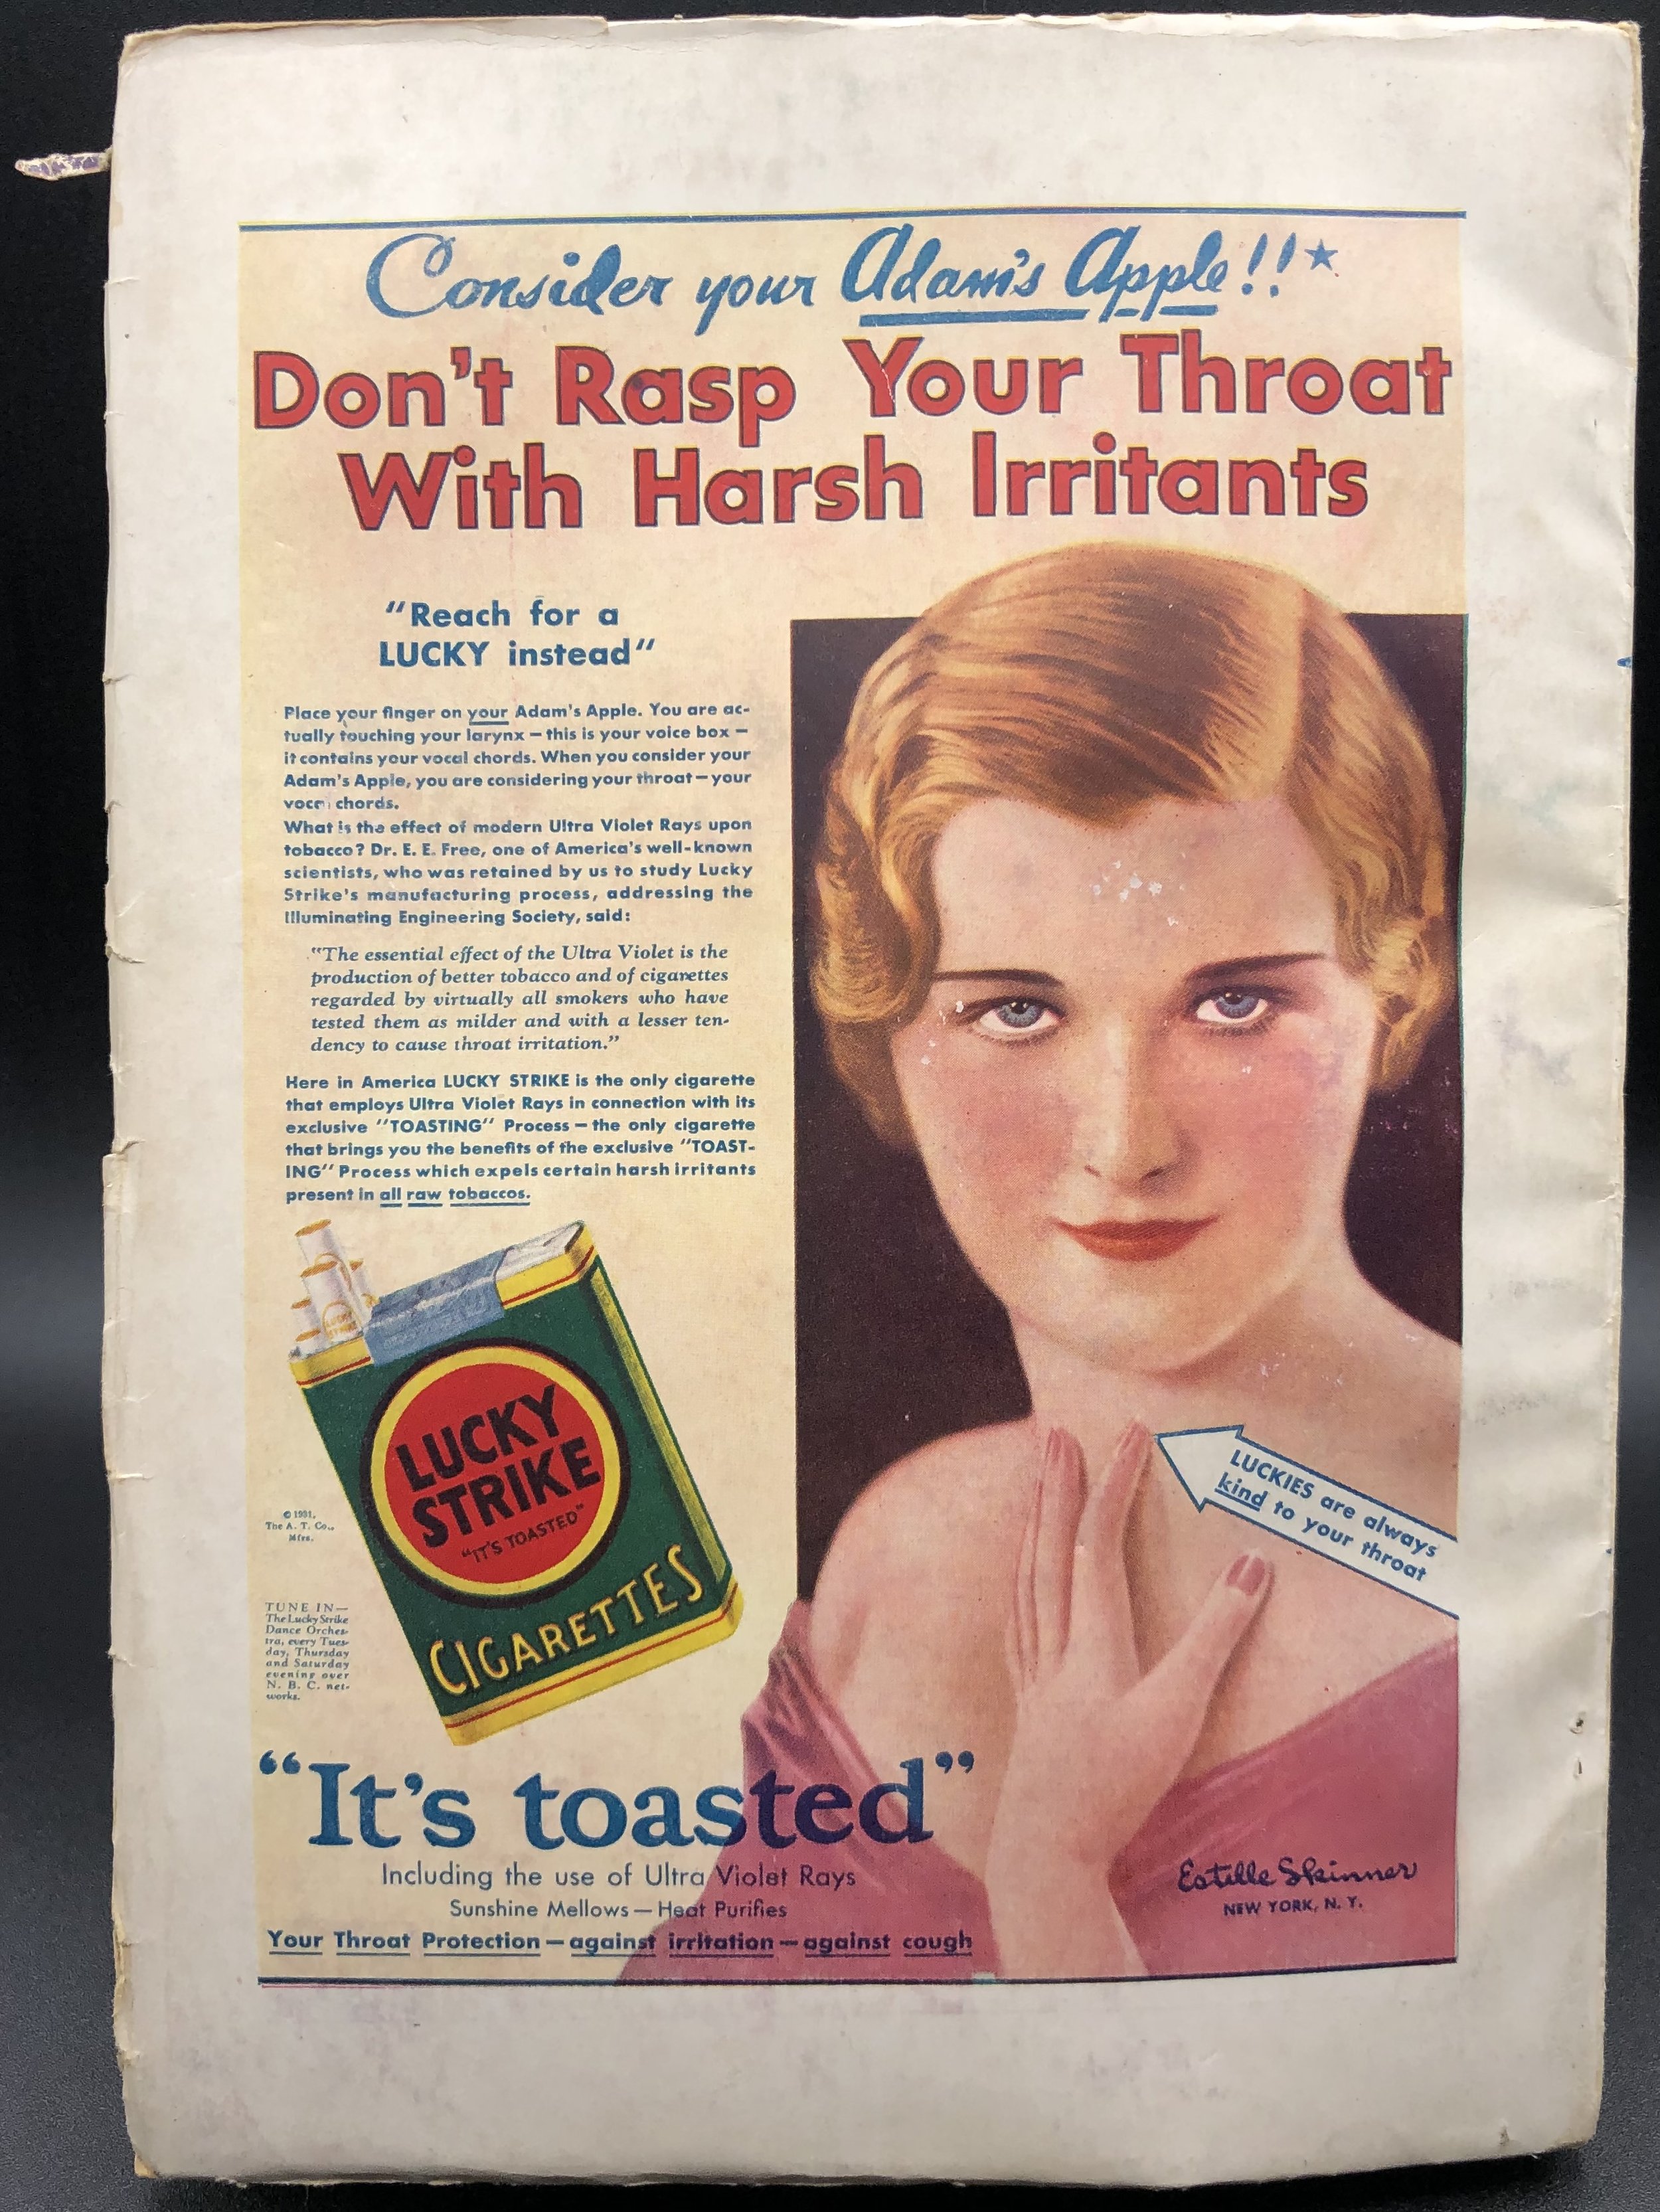 Consider your Adam's Apple!!★
Don't Rasp Your Throat
With Harsh Irritants
"Reach for a
LUCKY instead"
Place your finger on your Adam's Apple. You are ac-
tually touching your larynx – this is your voice box –
it contains your vocal chords. When you consider your
Adam's Apple, you are considering your throat – your
vocal chords.
What is the effect of modern Ultra Violet Rays upon
tobacco? Dr. E. E. Free, one of America's well-known
scientists, who was retained by us to study Lucky
Strike's manufacturing process, addressing the
Illuminating Engineering Society, said:
"The essential effect of the Ultra Violet is the
production of better tobacco and of cigarettes
regarded by virtually all smokers who have
tested them as milder and with a lesser ten-
dency to cause throat irritation."
Here in America LUCKY STRIKE is the only cigarette
that employs Ultra Violet Rays in connection with its
exclusive "TOASTING" Process – the only cigarette
that brings you the benefits of the exclusive "TOAST-
ING" Process which expels certain harsh irritants
present in all raw tobaccos.
LUCKY
STRIKE
"IT'S TOASTED"
CIGARETTES
LUCKIES are always
kind to your throat
© 1931,
The A. T. Co.,
Mfrs.
TUNE IN—
The Lucky Strike
Dance Orches-
tra, every Tues-
day, Thursday
and Saturday
evening over
N. B. C. net-
works.
"It's toasted"
Including the use of Ultra Violet Rays
Sunshine Mellows — Heat Purifies
Your Throat Protection — against irritation — against cough
Estelle Skinner
NEW YORK, N. Y.